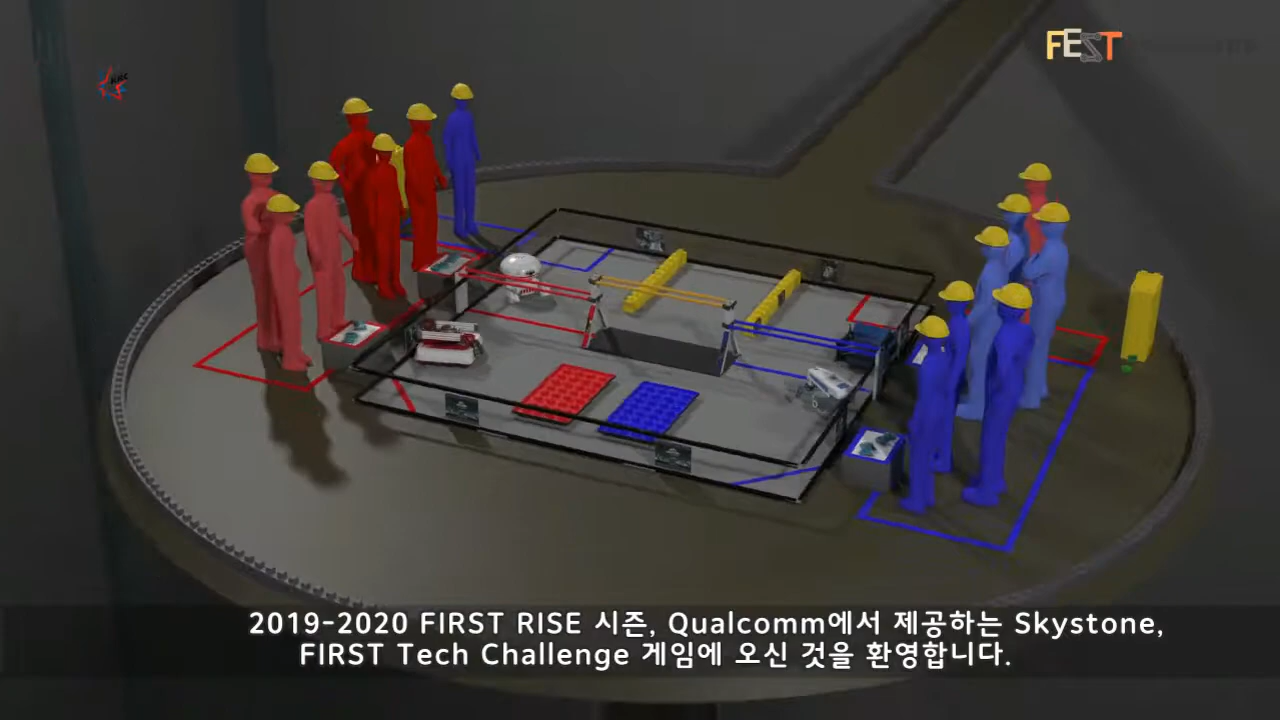 FEST
KRC
2019-2020 FIRST RISE 시즌, Qualcomm에서 제공하는 Skystone,
FIRST Tech Challenge 게임에 오신 것을 환영합니다.